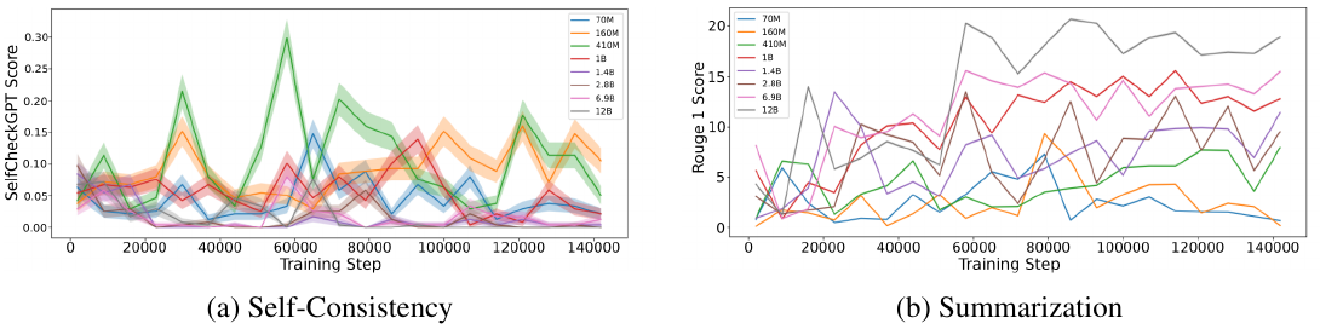 SelfCheckGPT Score
0.30
0.25
0.20
0.15
0.10
0.05
0.00
70M
160M
410M
1B
1.4B
2.8B
6.9B
12B
0 20000 40000 60000 80000 100000 120000 140000
Training Step
(a) Self-Consistency
Rouge 1 Score
20
15
10
5
0
70M
160M
410M
1B
1.4B
2.8B
6.9B
12B
0 20000 40000 60000 80000 100000 120000 140000
Training Step
(b) Summarization